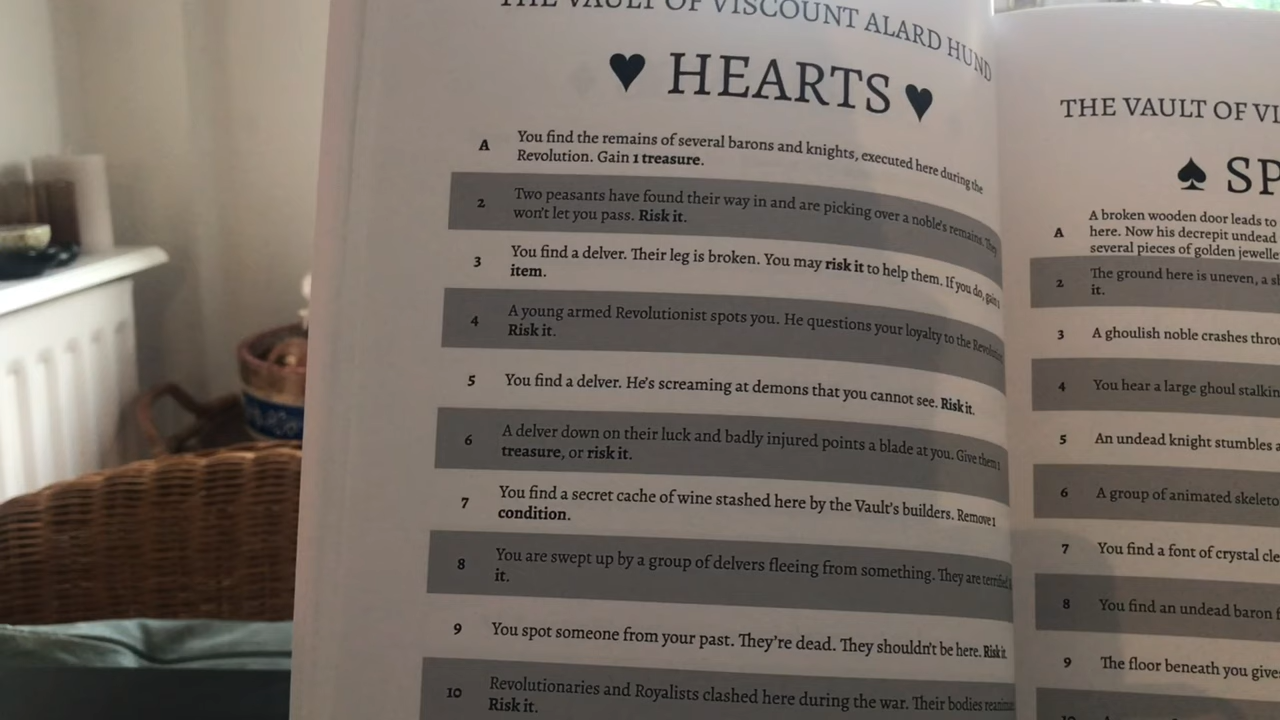 THE VAULT OF VISCOUNT ALARD HUND
♥ HEARTS ♥
A You find the remains of several barons and knights, executed here during the
Revolution. Gain 1 treasure.
2 Two peasants have found their way in and are picking over a noble's remains. They
won't let you pass. Risk it.
3 You find a delver. Their leg is broken. You may risk it to help them. If you do, gain 1
item.
4 A young armed Revolutionist spots you. He questions your loyalty to the Revolution.
Risk it.
5 You find a delver. He's screaming at demons that you cannot see. Risk it.
6 A delver down on their luck and badly injured points a blade at you. Give them 1
treasure, or risk it.
7 You find a secret cache of wine stashed here by the Vault's builders. Remove 1
condition.
8 You are swept up by a group of delvers fleeing from something. They are terrified
it.
9 You spot someone from your past. They're dead. They shouldn't be here. Risk it.
10 Revolutionaries and Royalists clashed here during the war. Their bodies
Risk it.
THE VAULT OF VI
♠ SP
A A broken wooden door leads to
here. Now his decrepit undead
several pieces of golden jewelle
2 The ground here is uneven, a sl
it.
3 A ghoulish noble crashes throu
4 You hear a large ghoul stalkin
5 An undead knight stumbles a
6 A group of animated skeleto
7 You find a font of crystal cle
8 You find an undead baron f
9 The floor beneath you give
10